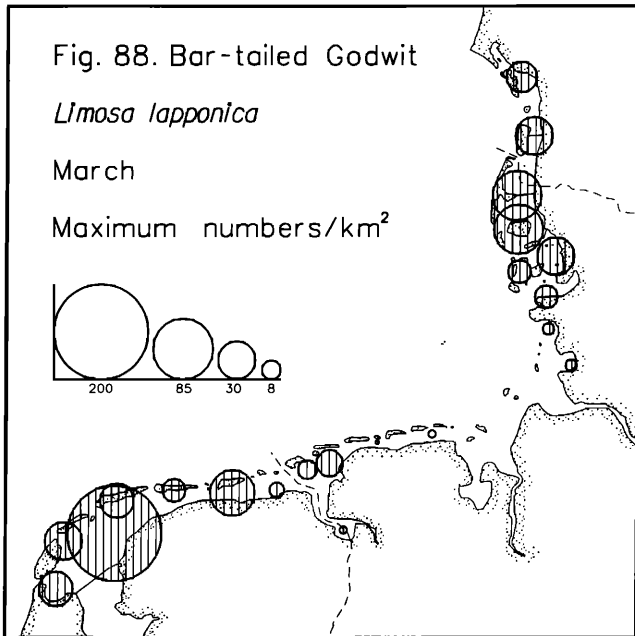 Fig. 88. Bar-tailed Godwit
Limosa lapponica
March
Maximum numbers/km²
200 85 30 8